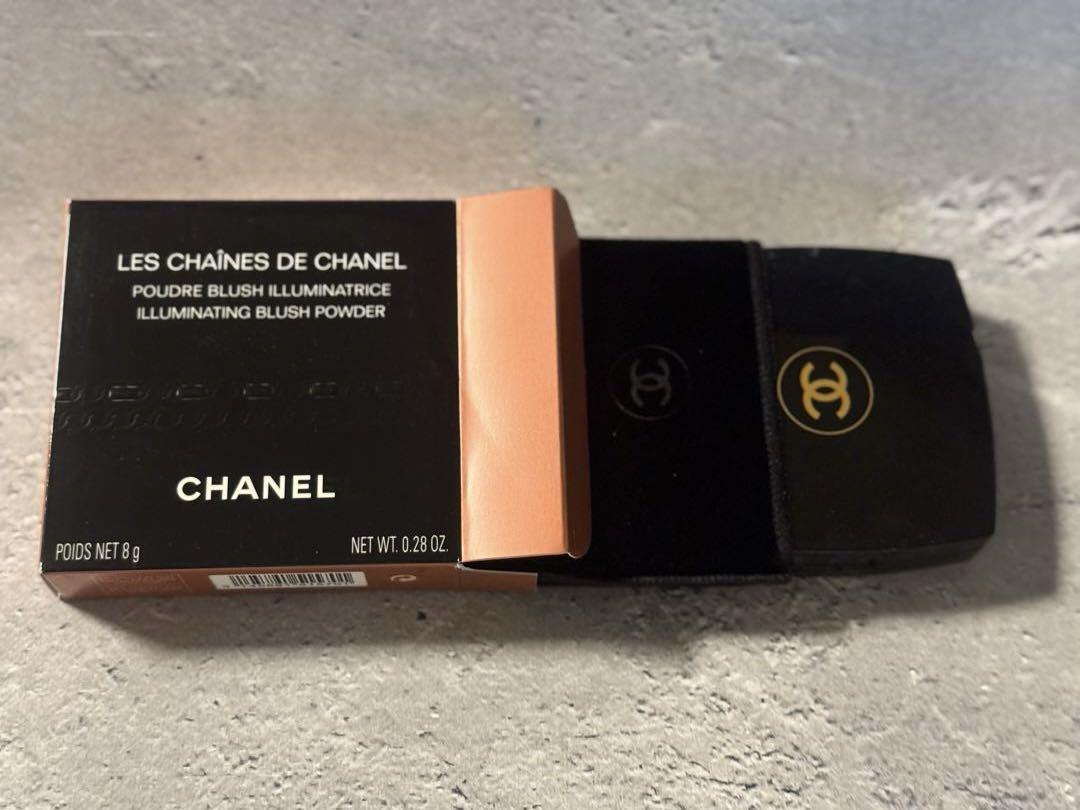 LES CHAÎNES DE CHANEL
POUDRE BLUSH ILLUMINATRICE
ILLUMINATING BLUSH POWDER
CHANEL
POIDS NET 8 g
NET WT. 0.28 OZ.